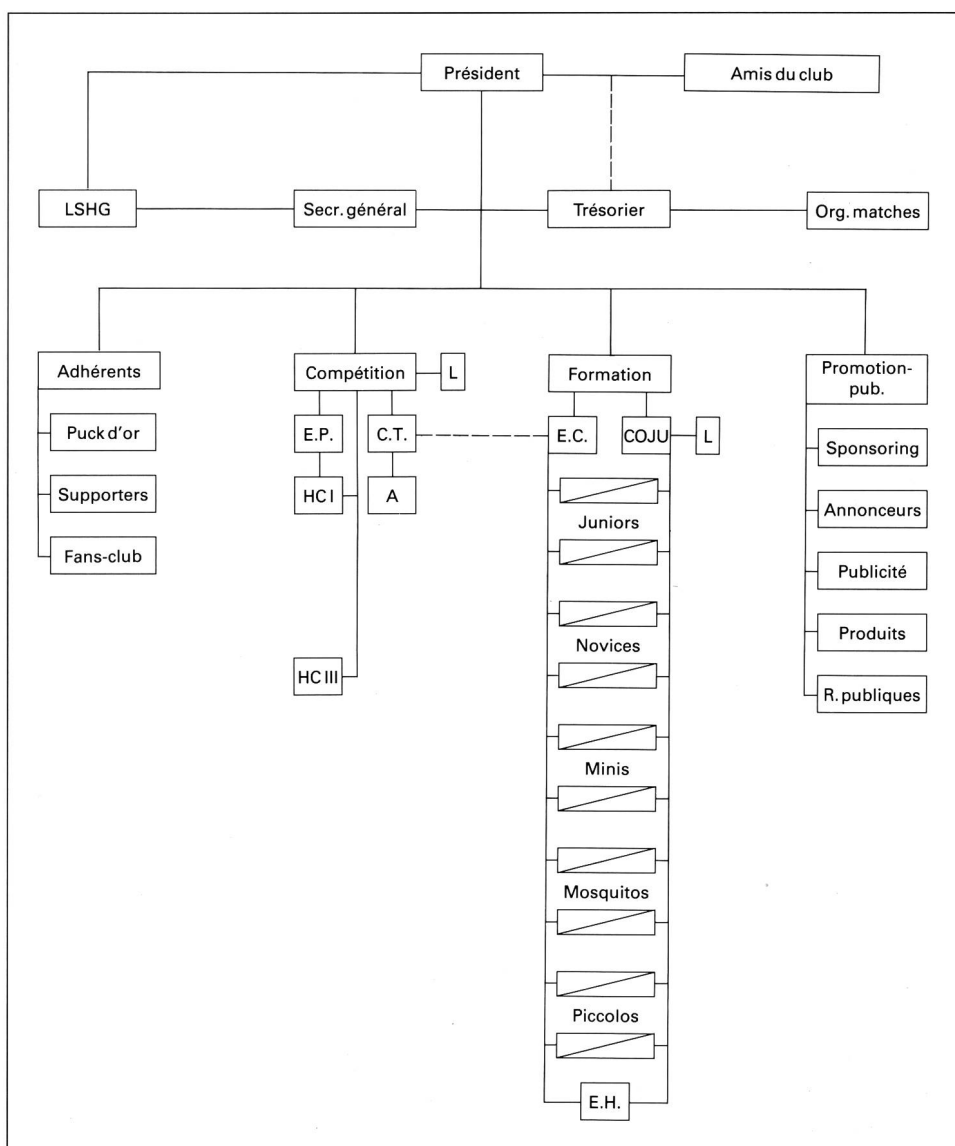 Président
Amis du club
LSHG
Secr. général
Trésorier
Org. matches
Adhérents
Puck d'or
Supporters
Fans-club
Compétition
L
E.P.
C.T.
HC I
A
HC III
Formation
E.C.
COJU
L
Juniors
Novices
Minis
Mosquitos
Piccolos
E.H.
Promotion-
pub.
Sponsoring
Annonceurs
Publicité
Produits
R. publiques